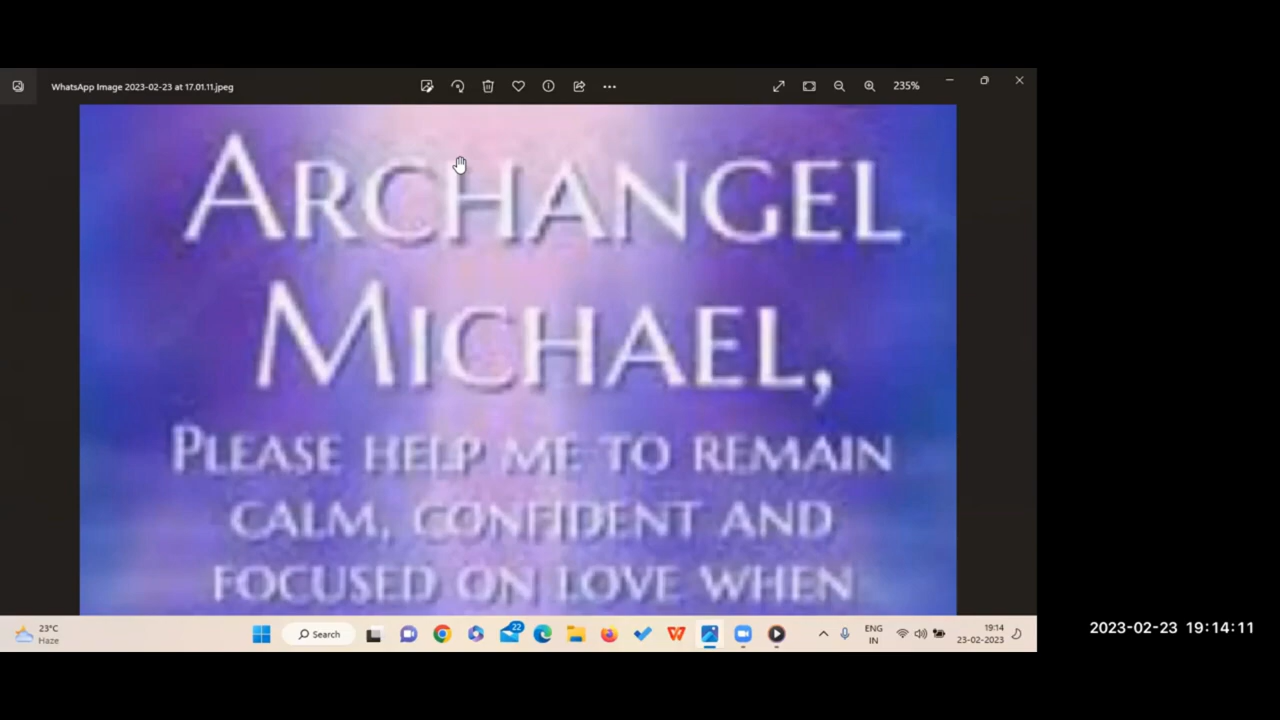 WhatsApp Image 2023-02-23 at 17.01.11.jpeg
235%
ARCHANGEL
MICHAEL,
PLEASE HELP ME TO REMAIN
CALM, CONFIDENT AND
FOCUSED ON LOVE WHEN
23°C
Haze
Search
22
ENG
IN
19:14
23-02-2023
2023-02-23 19:14:11